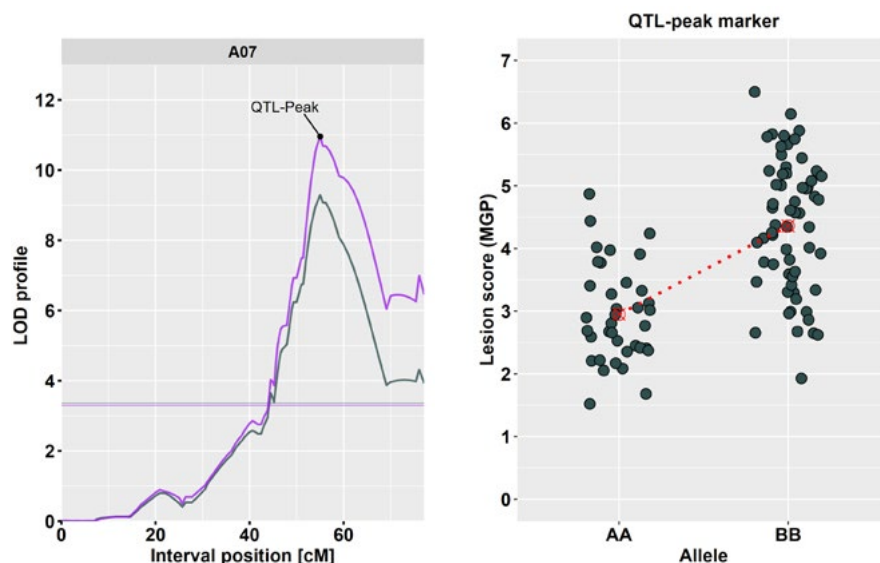 A07
QTL-Peak
12
10
8
6
4
2
0
0 20 40 60
Interval position [cM]
LOD profile
QTL-peak marker
7
6
5
4
3
2
1
0
AA BB
Allele
Lesion score (MGP)